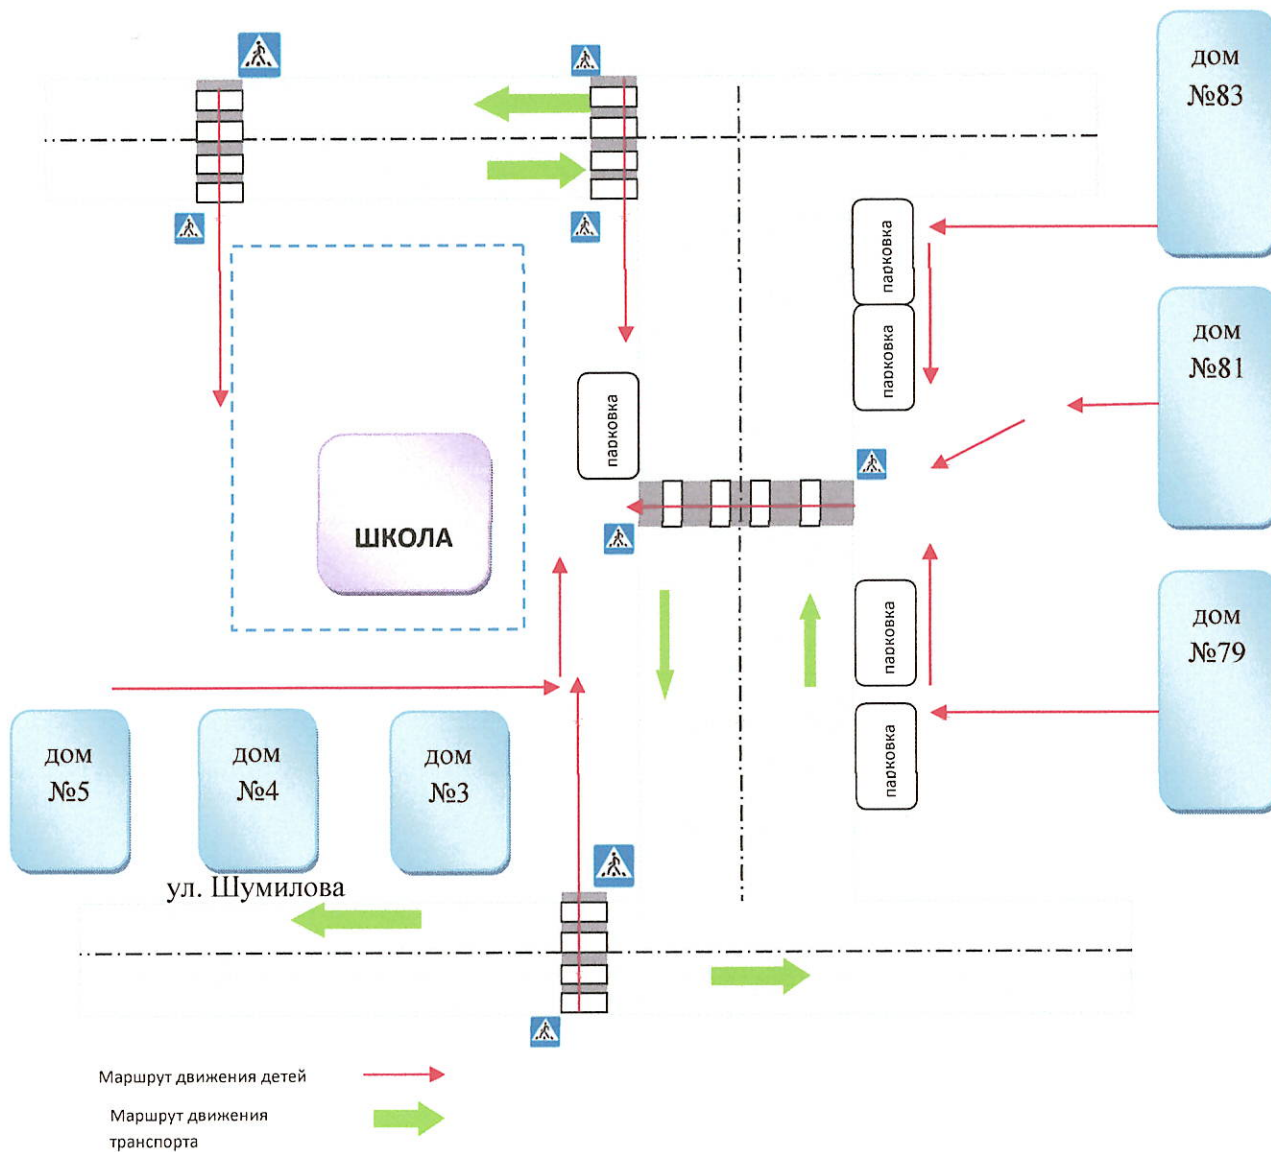 дом
№83
парковка
парковка
дом
№81
парковка
ШКОЛА
парковка
дом
№79
парковка
дом
№5
дом
№4
дом
№3
ул. Шумилова
Маршрут движения детей
Маршрут движения
транспорта